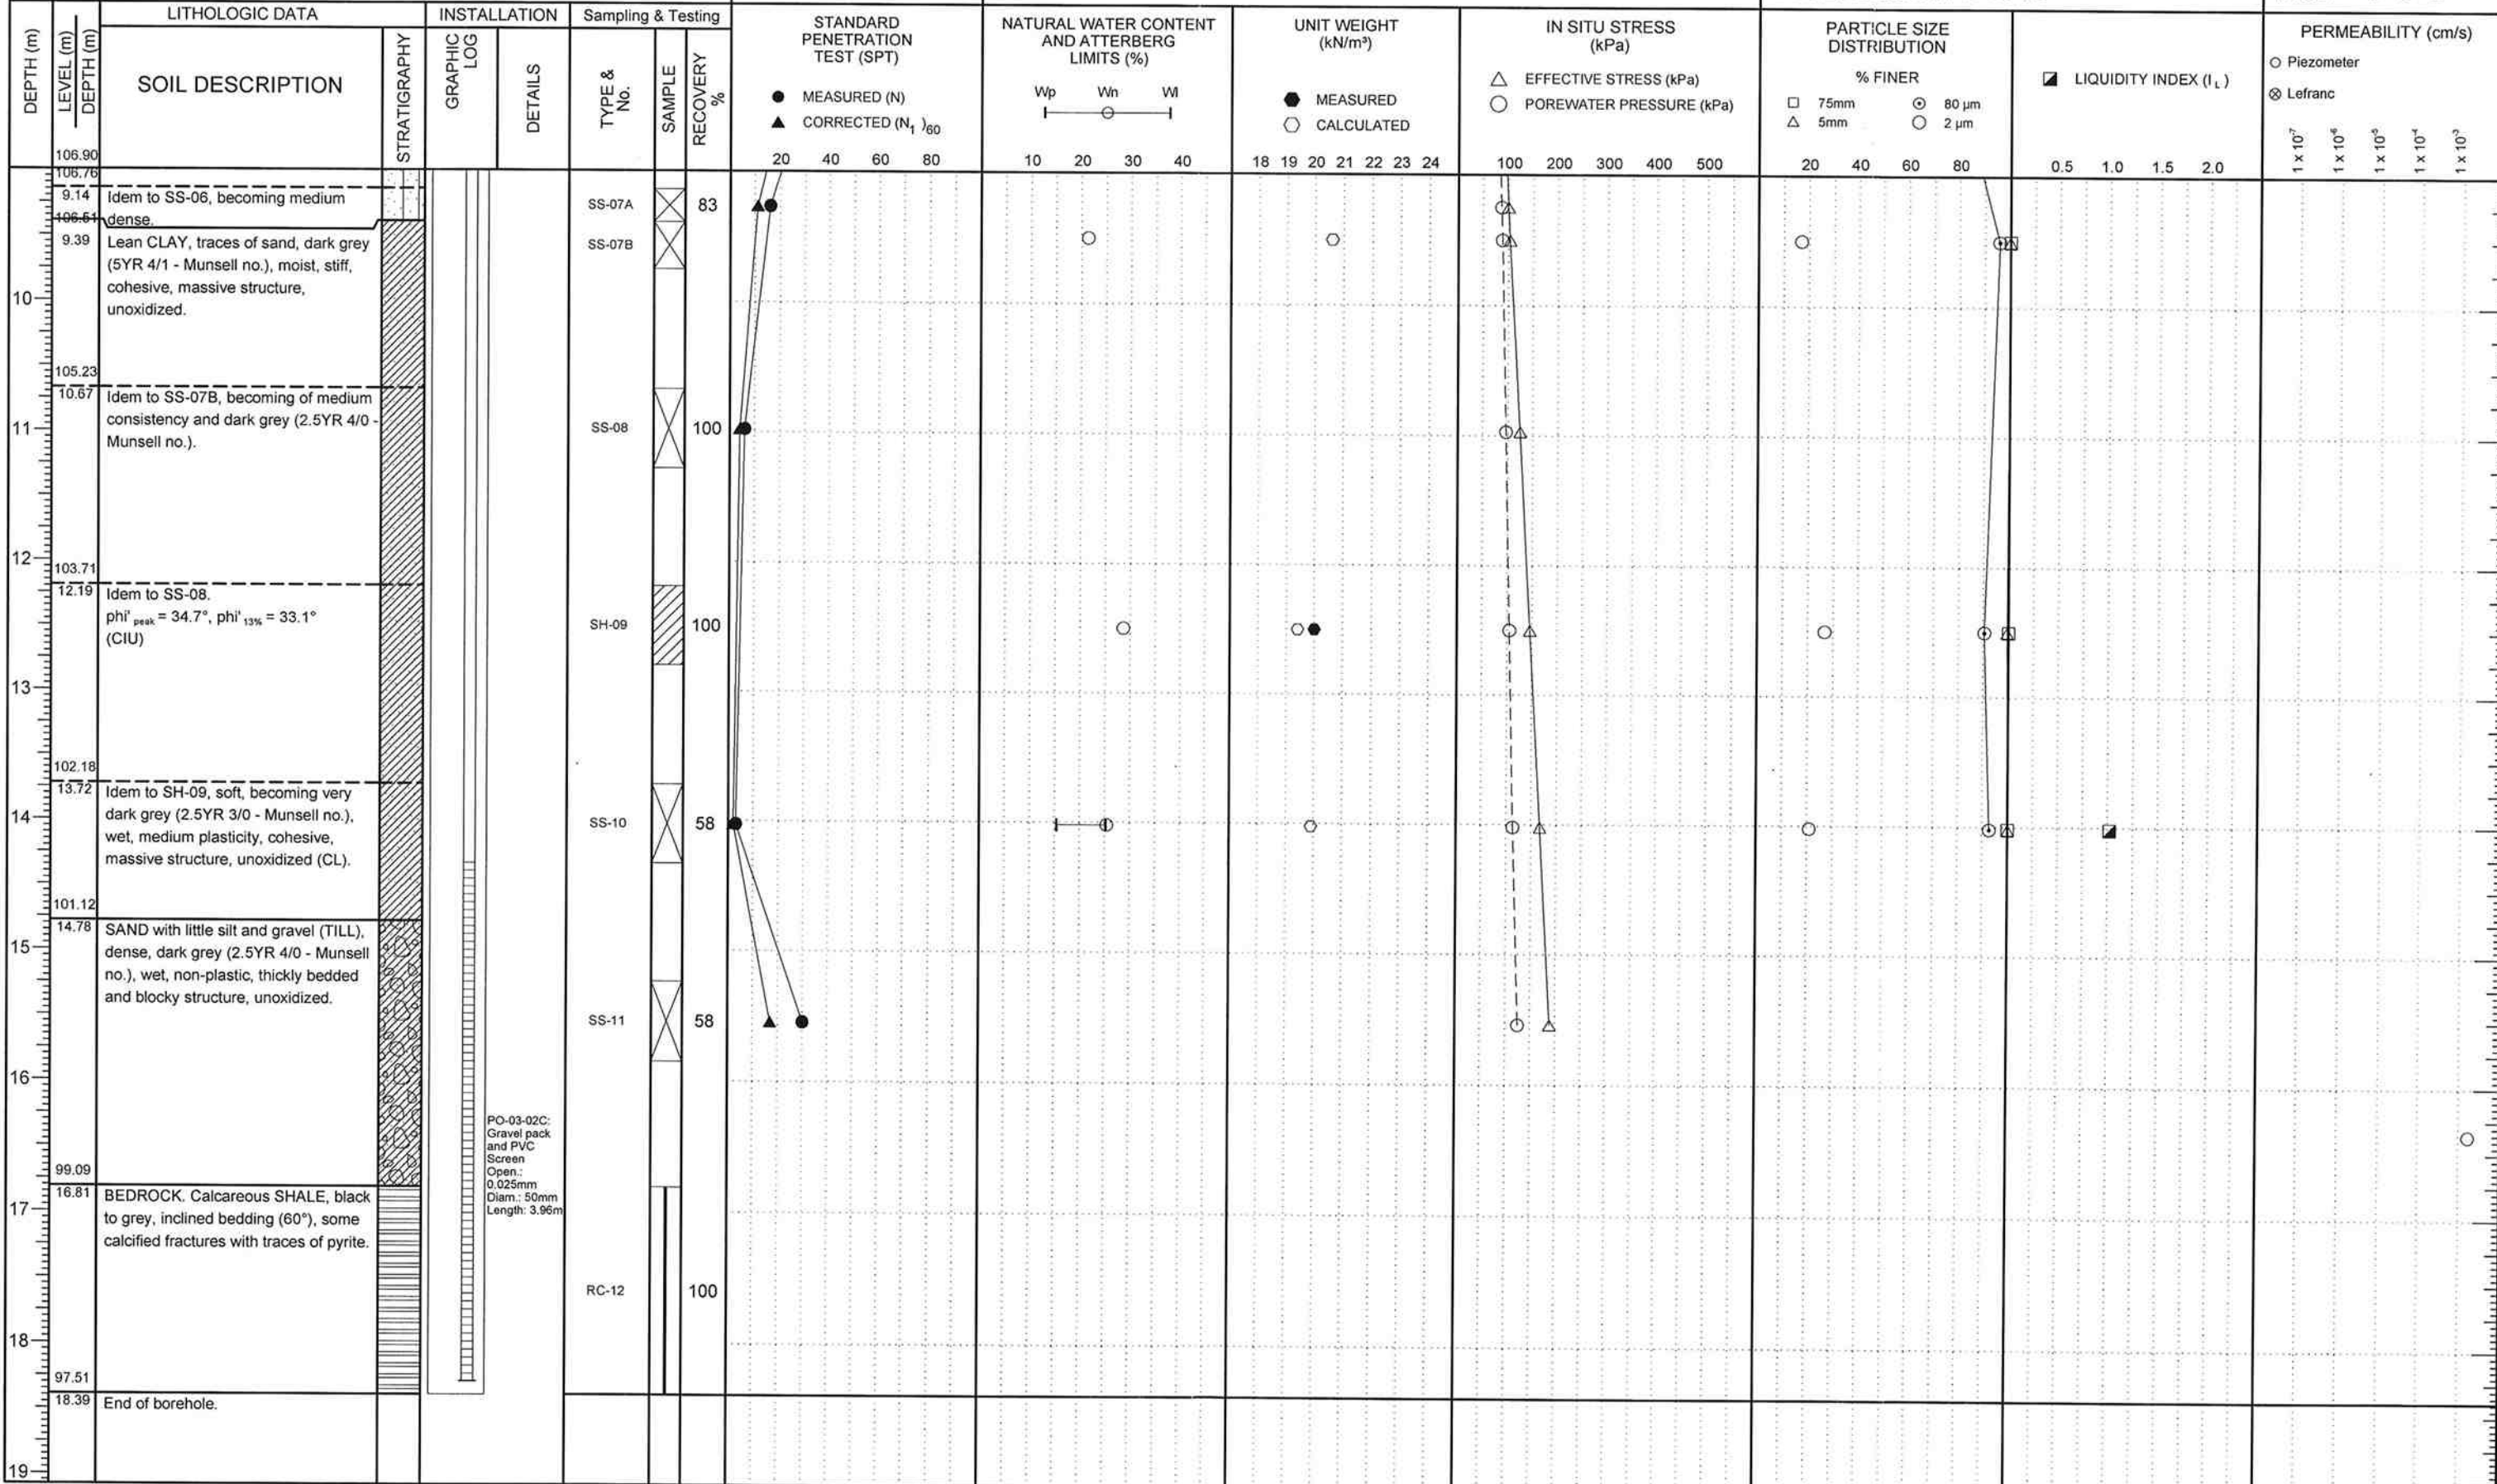 LITHOLOGIC DATA
INSTALLATION
Sampling & Testing
DEPTH (m)
LEVEL (m)
DEPTH (m)
SOIL DESCRIPTION
STRATIGRAPHY
GRAPHIC
LOG
DETAILS
TYPE &
No.
SAMPLE
RECOVERY
%
STANDARD
PENETRATION
TEST (SPT)
● MEASURED (N)
▲ CORRECTED (N₁)₆₀
20 40 60 80
NATURAL WATER CONTENT
AND ATTERBERG
LIMITS (%)
Wp Wn Wl
10 20 30 40
UNIT WEIGHT
(kN/m³)
MEASURED
CALCULATED
18 19 20 21 22 23 24
IN SITU STRESS
(kPa)
△ EFFECTIVE STRESS (kPa)
○ POREWATER PRESSURE (kPa)
100 200 300 400 500
PARTICLE SIZE
DISTRIBUTION
% FINER
□ 75mm ⊙ 80 µm
△ 5mm ○ 2 µm
20 40 60 80
LIQUIDITY INDEX (I_L)
0.5 1.0 1.5 2.0
PERMEABILITY (cm/s)
○ Piezometer
⊗ Lefranc
1 x 10⁻⁷ 1 x 10⁻⁶ 1 x 10⁻⁵ 1 x 10⁻⁴ 1 x 10⁻³
106.90
106.76
9.14
Idem to SS-06, becoming medium
dense.
SS-07A
83
106.51
9.39
Lean CLAY, traces of sand, dark grey
(5YR 4/1 - Munsell no.), moist, stiff,
cohesive, massive structure,
unoxidized.
SS-07B
10
105.23
10.67
Idem to SS-07B, becoming of medium
consistency and dark grey (2.5YR 4/0 -
Munsell no.).
11
SS-08
100
12
103.71
12.19
Idem to SS-08.
phi' peak = 34.7°, phi' 13% = 33.1°
(CIU)
SH-09
100
13
102.18
13.72
Idem to SH-09, soft, becoming very
dark grey (2.5YR 3/0 - Munsell no.),
wet, medium plasticity, cohesive,
massive structure, unoxidized (CL).
14
SS-10
58
101.12
14.78
SAND with little silt and gravel (TILL),
dense, dark grey (2.5YR 4/0 - Munsell
no.), wet, non-plastic, thickly bedded
and blocky structure, unoxidized.
15
SS-11
58
16
PO-03-02C:
Gravel pack
and PVC
Screen
Open.:
0.025mm
Diam.: 50mm
Length: 3.96m
99.09
16.81
BEDROCK. Calcareous SHALE, black
to grey, inclined bedding (60°), some
calcified fractures with traces of pyrite.
17
RC-12
100
18
97.51
18.39
End of borehole.
19